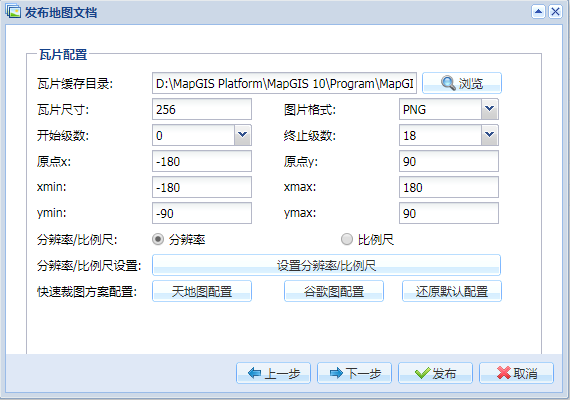 发布地图文档
瓦片配置
瓦片缓存目录: D:\MapGIS Platform\MapGIS 10\Program\MapGI 浏览
瓦片尺寸: 256 图片格式: PNG
开始级数: 0 终止级数: 18
原点x: -180 原点y: 90
xmin: -180 xmax: 180
ymin: -90 ymax: 90
分辨率/比例尺: 分辨率 比例尺
分辨率/比例尺设置: 设置分辨率/比例尺
快速裁图方案配置: 天地图配置 谷歌图配置 还原默认配置
上一步 下一步 发布 取消